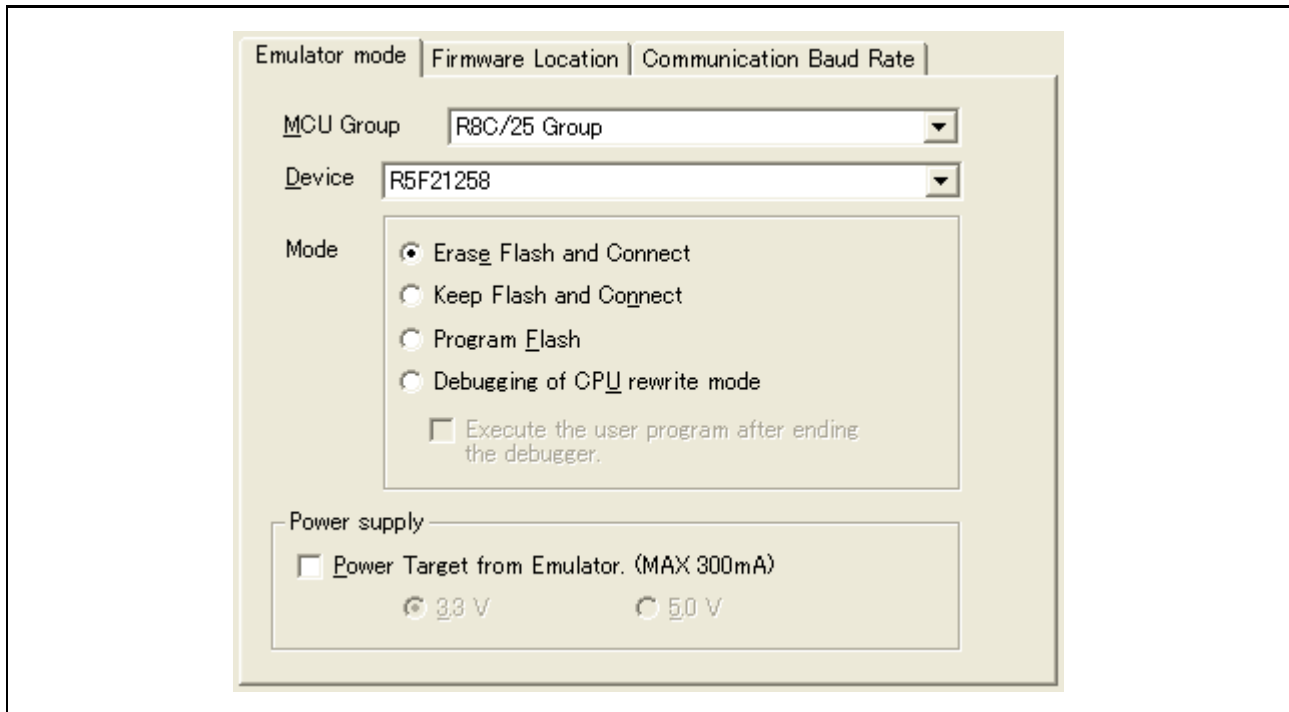 Emulator mode Firmware Location Communication Baud Rate
MCU Group R8C/25 Group
Device R5F21258
Mode
Erase Flash and Connect
Keep Flash and Connect
Program Flash
Debugging of CPU rewrite mode
Execute the user program after ending
the debugger.
Power supply
Power Target from Emulator. (MAX 300mA)
3.3 V 5.0 V